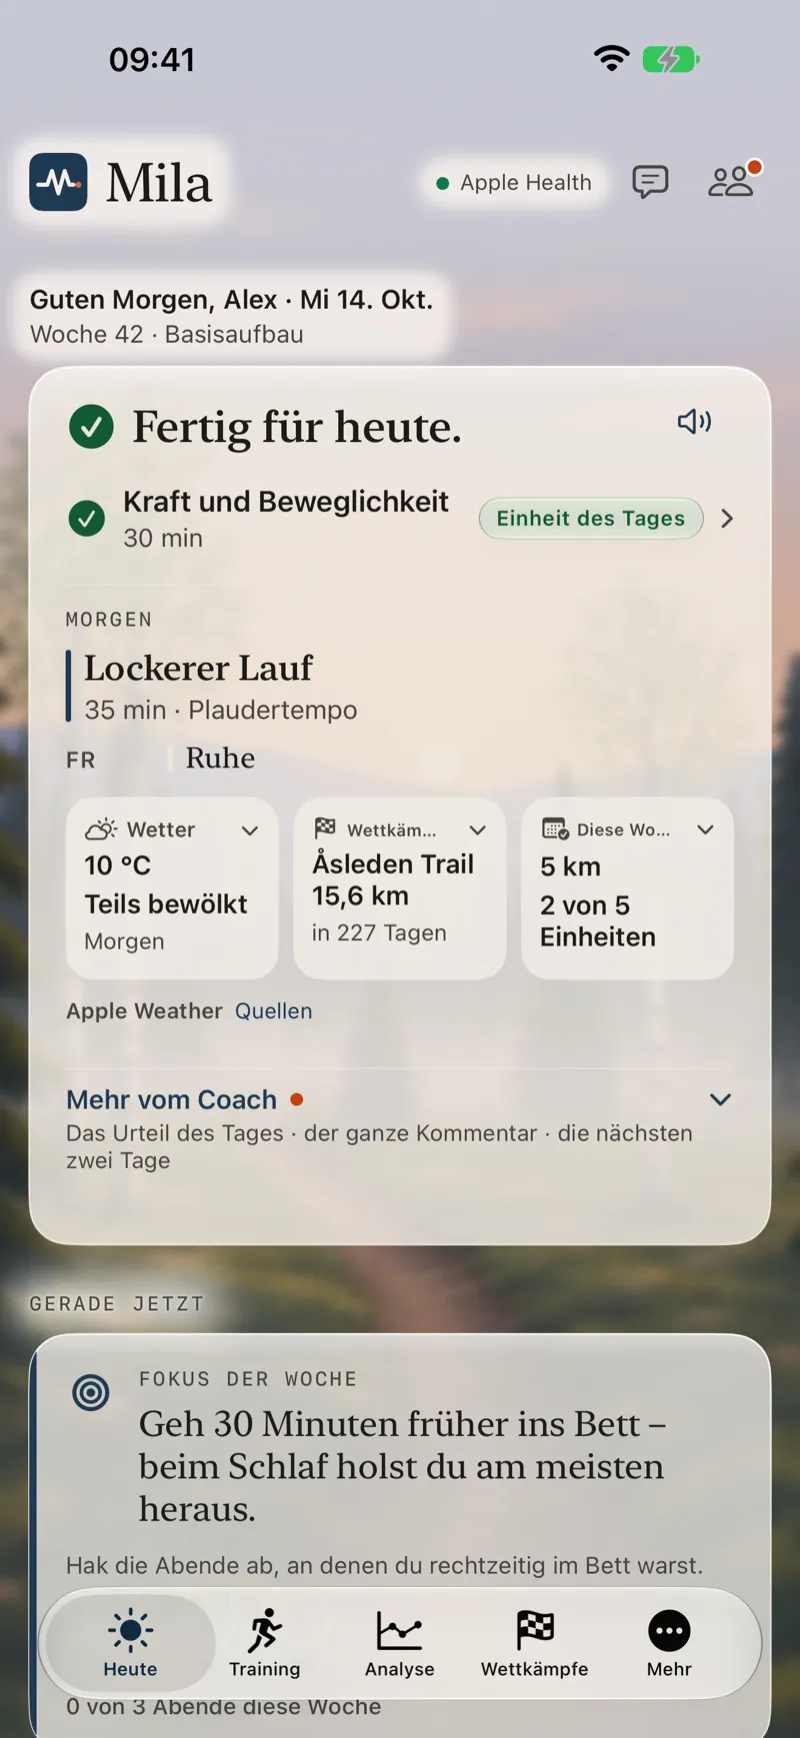 09:41
Mila
Apple Health
Guten Morgen, Alex · Mi 14. Okt.
Woche 42 · Basisaufbau
Fertig für heute.
Kraft und Beweglichkeit
30 min
Einheit des Tages
MORGEN
Lockerer Lauf
35 min · Plaudertempo
FR Ruhe
Wetter
10 °C
Teils bewölkt
Morgen
Wettkäm...
Åsleden Trail
15,6 km
in 227 Tagen
Diese Wo...
5 km
2 von 5
Einheiten
Apple Weather Quellen
Mehr vom Coach
Das Urteil des Tages · der ganze Kommentar · die nächsten
zwei Tage
GERADE JETZT
FOKUS DER WOCHE
Geh 30 Minuten früher ins Bett –
beim Schlaf holst du am meisten
heraus.
Hak die Abende ab, an denen du rechtzeitig im Bett warst.
Heute
Training
Analyse
Wettkämpfe
Mehr
0 von 3 Abende diese Woche